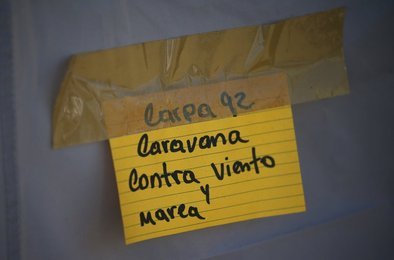 Carpa 92
Caravana
Contra Viento
y
Marea